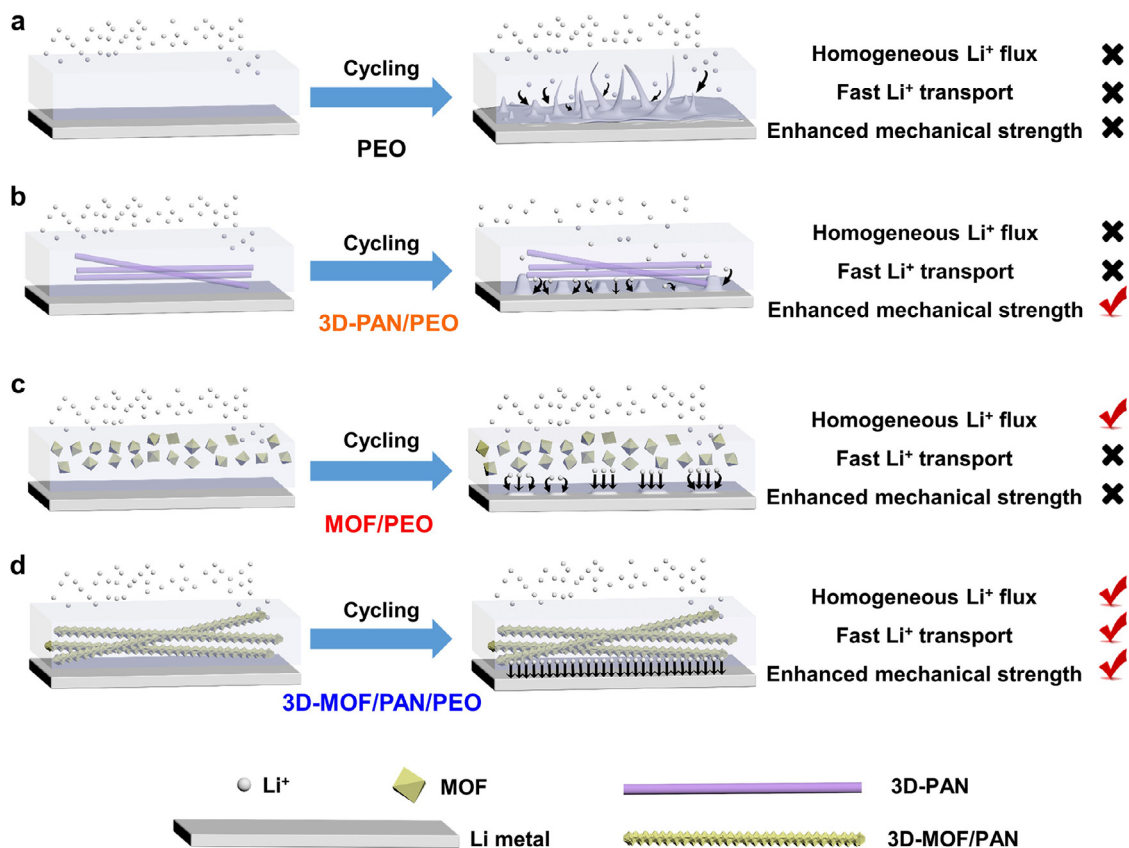 a
Cycling
PEO
Homogeneous Li⁺ flux
Fast Li⁺ transport
Enhanced mechanical strength
b
Cycling
3D-PAN/PEO
Homogeneous Li⁺ flux
Fast Li⁺ transport
Enhanced mechanical strength
c
Cycling
MOF/PEO
Homogeneous Li⁺ flux
Fast Li⁺ transport
Enhanced mechanical strength
d
Cycling
3D-MOF/PAN/PEO
Homogeneous Li⁺ flux
Fast Li⁺ transport
Enhanced mechanical strength
Li⁺
MOF
3D-PAN
Li metal
3D-MOF/PAN